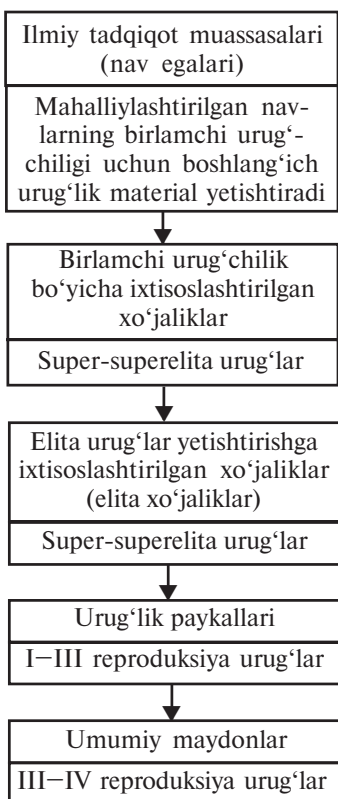 Ilmiy tadqiqot muassasalari
(nav egalari)
Mahalliylashtirilgan nav-
larning birlamchi urug‘-
chiligi uchun boshlang‘ich
urug‘lik material yetishtiradi
Birlamchi urug‘chilik
bo‘yicha ixtisoslashtirilgan
xo‘jaliklar
Super-superelita urug‘lar
Elita urug‘lar yetishtirishga
ixtisoslashtirilgan xo‘jaliklar
(elita xo‘jaliklar)
Super-superelita urug‘lar
Urug‘lik paykallari
I−III reproduksiya urug‘lar
Umumiy maydonlar
III−IV reproduksiya urug‘lar